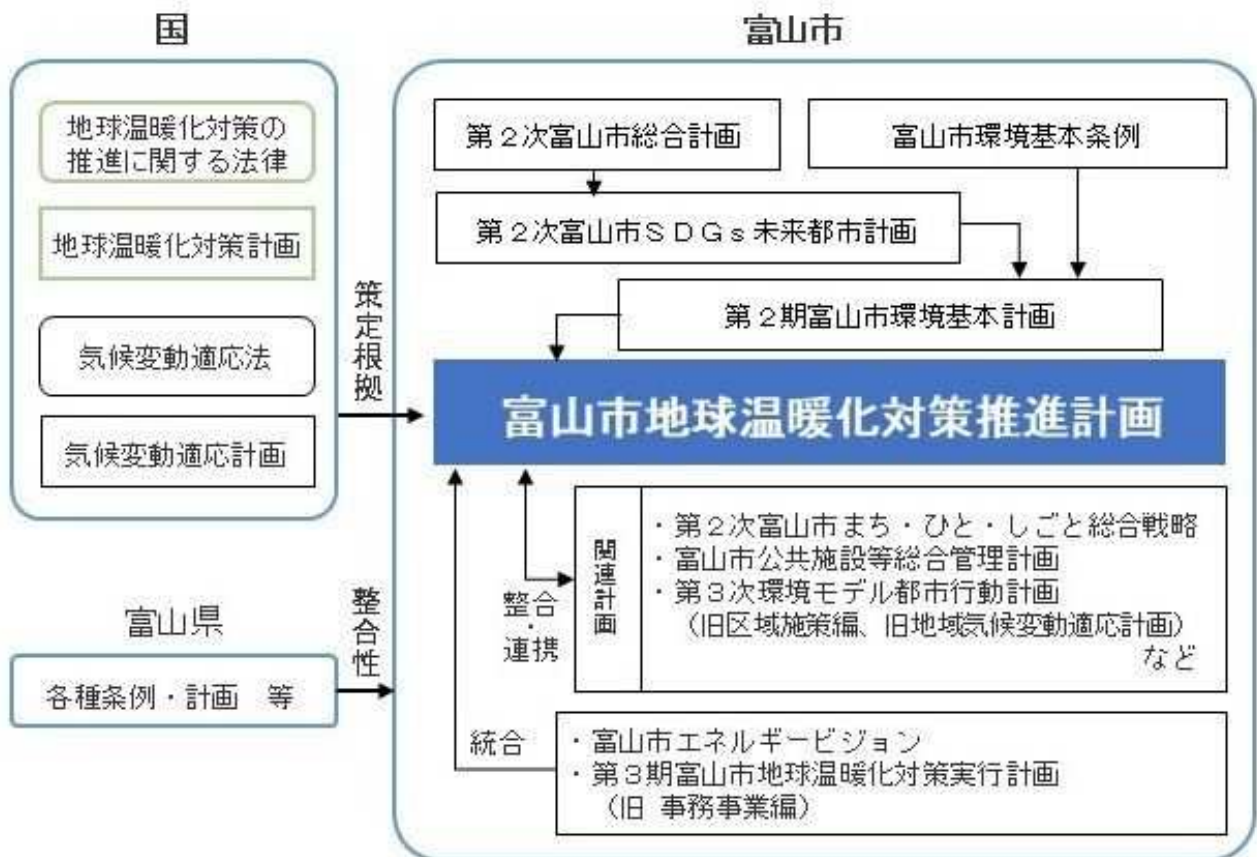 国
地球温暖化対策の
推進に関する法律
地球温暖化対策計画
気候変動適応法
気候変動適応計画
策定根拠
富山県
各種条例・計画　等
整合性
富山市
第２次富山市総合計画
富山市環境基本条例
第２次富山市ＳＤＧｓ未来都市計画
第２期富山市環境基本計画
富山市地球温暖化対策推進計画
整合・
連携
関連計画
・第２次富山市まち・ひと・しごと総合戦略
・富山市公共施設等総合管理計画
・第３次環境モデル都市行動計画
（旧区域施策編、旧地域気候変動適応計画）
など
統合
・富山市エネルギービジョン
・第３期富山市地球温暖化対策実行計画
（旧 事務事業編）